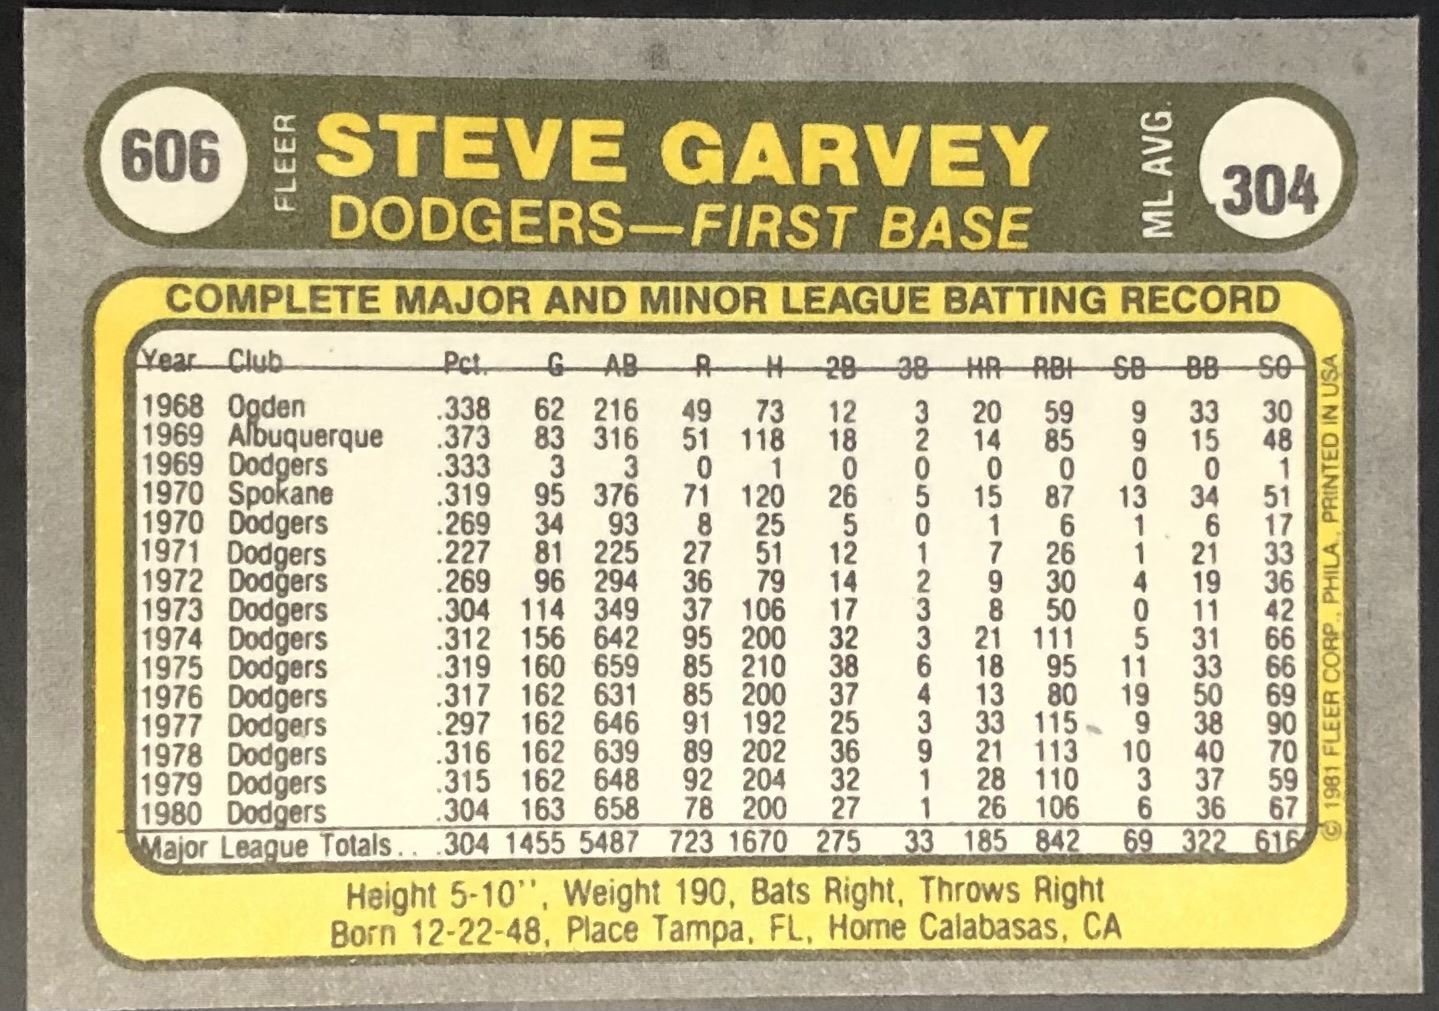 606 FLEER STEVE GARVEY ML AVG. 304
DODGERS—FIRST BASE
COMPLETE MAJOR AND MINOR LEAGUE BATTING RECORD
Year Club Pct. G AB R H 2B 3B HR RBI SB BB SO
1968 Ogden .338 62 216 49 73 12 3 20 59 9 33 30
1969 Albuquerque .373 83 316 51 118 18 2 14 85 9 15 48
1969 Dodgers .333 3 3 0 1 0 0 0 0 0 0 1
1970 Spokane .319 95 376 71 120 26 5 15 87 13 34 51
1970 Dodgers .269 34 93 8 25 5 0 1 6 1 6 17
1971 Dodgers .227 81 225 27 51 12 1 7 26 1 21 33
1972 Dodgers .269 96 294 36 79 14 2 9 30 4 19 36
1973 Dodgers .304 114 349 37 106 17 3 8 50 0 11 42
1974 Dodgers .312 156 642 95 200 32 3 21 111 5 31 66
1975 Dodgers .319 160 659 85 210 38 6 18 95 11 33 66
1976 Dodgers .317 162 631 85 200 37 4 13 80 19 50 69
1977 Dodgers .297 162 646 91 192 25 3 33 115 9 38 90
1978 Dodgers .316 162 639 89 202 36 9 21 113 10 40 70
1979 Dodgers .315 162 648 92 204 32 1 28 110 3 37 59
1980 Dodgers .304 163 658 78 200 27 1 26 106 6 36 67
Major League Totals.. .304 1455 5487 723 1670 275 33 185 842 69 322 616
Height 5-10'', Weight 190, Bats Right, Throws Right
Born 12-22-48, Place Tampa, FL, Home Calabasas, CA
© 1981 FLEER CORP., PHILA., PRINTED IN USA